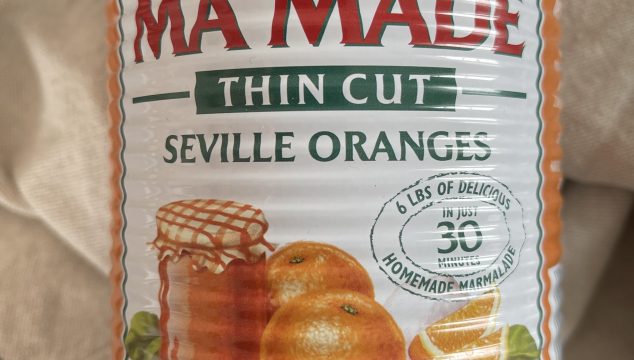 MA MADE
THIN CUT
SEVILLE ORANGES
6 LBS OF DELICIOUS
IN JUST
30
MINUTES
HOMEMADE MARMALADE